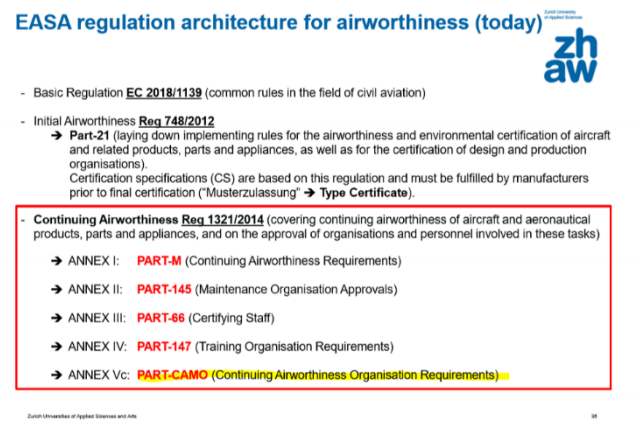 EASA regulation architecture for airworthiness (today)
Zurich University
of Applied Sciences
zh
aw
- Basic Regulation EC 2018/1139 (common rules in the field of civil aviation)
- Initial Airworthiness Reg 748/2012
➔ Part-21 (laying down implementing rules for the airworthiness and environmental certification of aircraft
and related products, parts and appliances, as well as for the certification of design and production
organisations).
Certification specifications (CS) are based on this regulation and must be fulfilled by manufacturers
prior to final certification ("Musterzulassung" ➔ Type Certificate).
- Continuing Airworthiness Reg 1321/2014 (covering continuing airworthiness of aircraft and aeronautical
products, parts and appliances, and on the approval of organisations and personnel involved in these tasks)
➔ ANNEX I: PART-M (Continuing Airworthiness Requirements)
➔ ANNEX II: PART-145 (Maintenance Organisation Approvals)
➔ ANNEX III: PART-66 (Certifying Staff)
➔ ANNEX IV: PART-147 (Training Organisation Requirements)
➔ ANNEX Vc: PART-CAMO (Continuing Airworthiness Organisation Requirements)
Zurich Universities of Applied Sciences and Arts